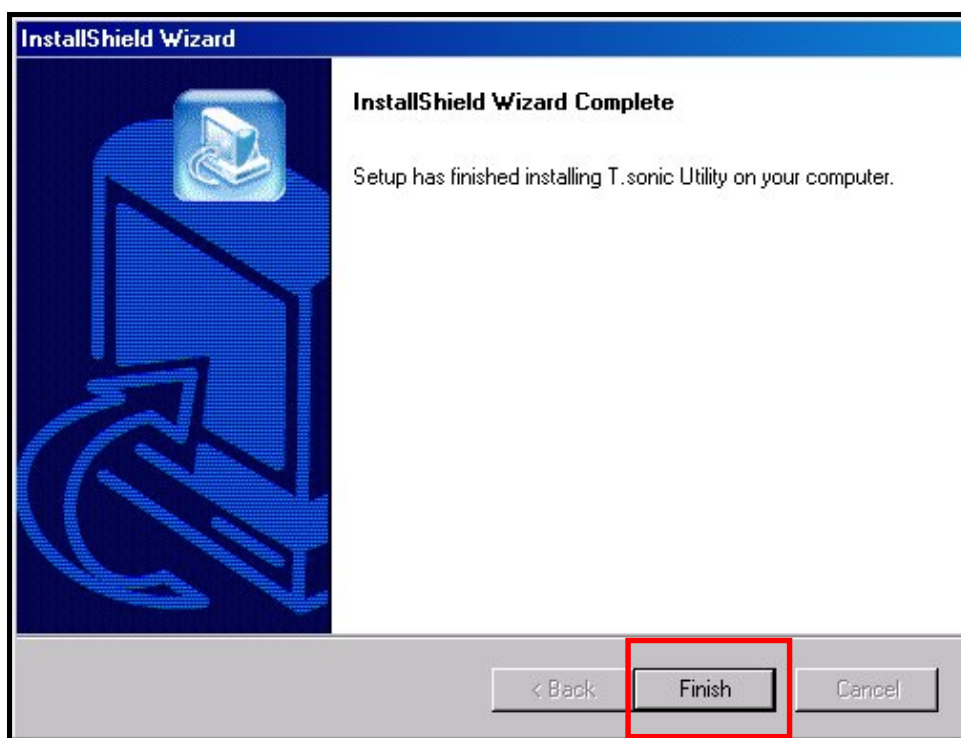 InstallShield Wizard
InstallShield Wizard Complete
Setup has finished installing T.sonic Utility on your computer.
< Back Finish Cancel